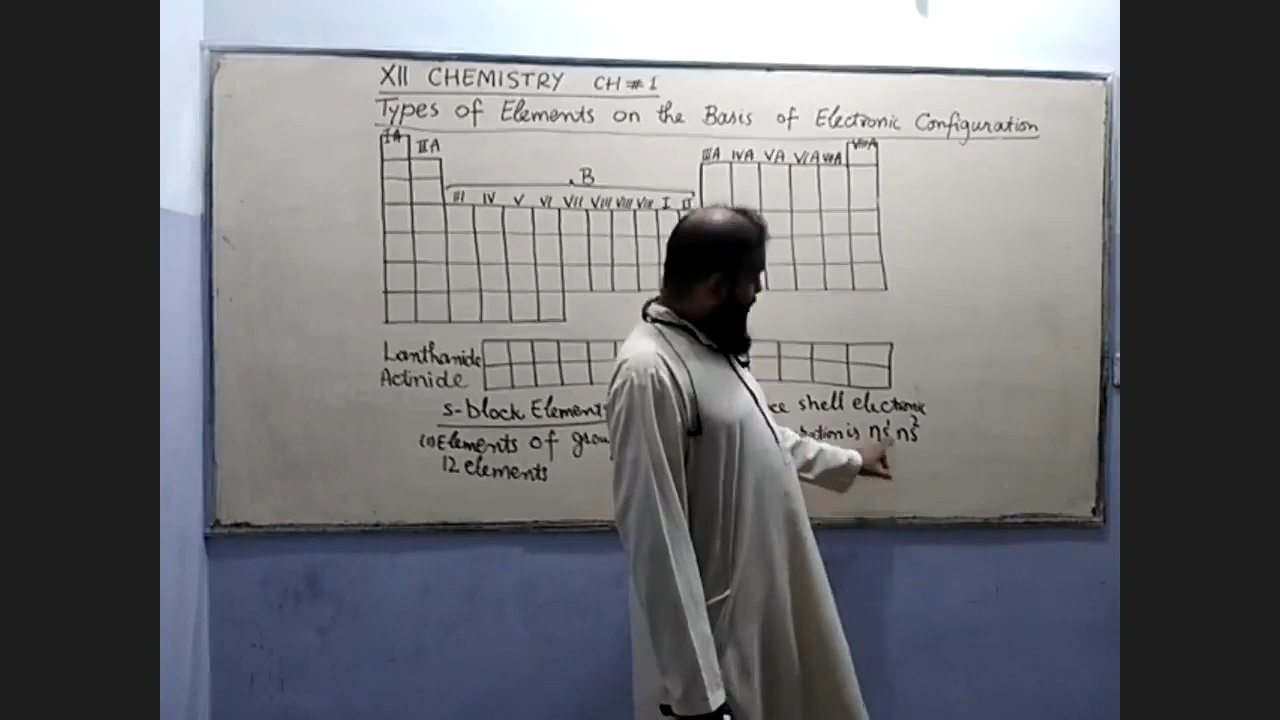 XII CHEMISTRY CH # 1
Types of Elements on the Basis of Electronic Configuration
IA IIA IIIA IVA VA VIA VIIA VIIIA
B
III IV V VI VII VIII VIII VIII I II
Lanthanide
Actinide
s-block Element shell electronic
(i) Elements of is ns¹ ns²
12 elements